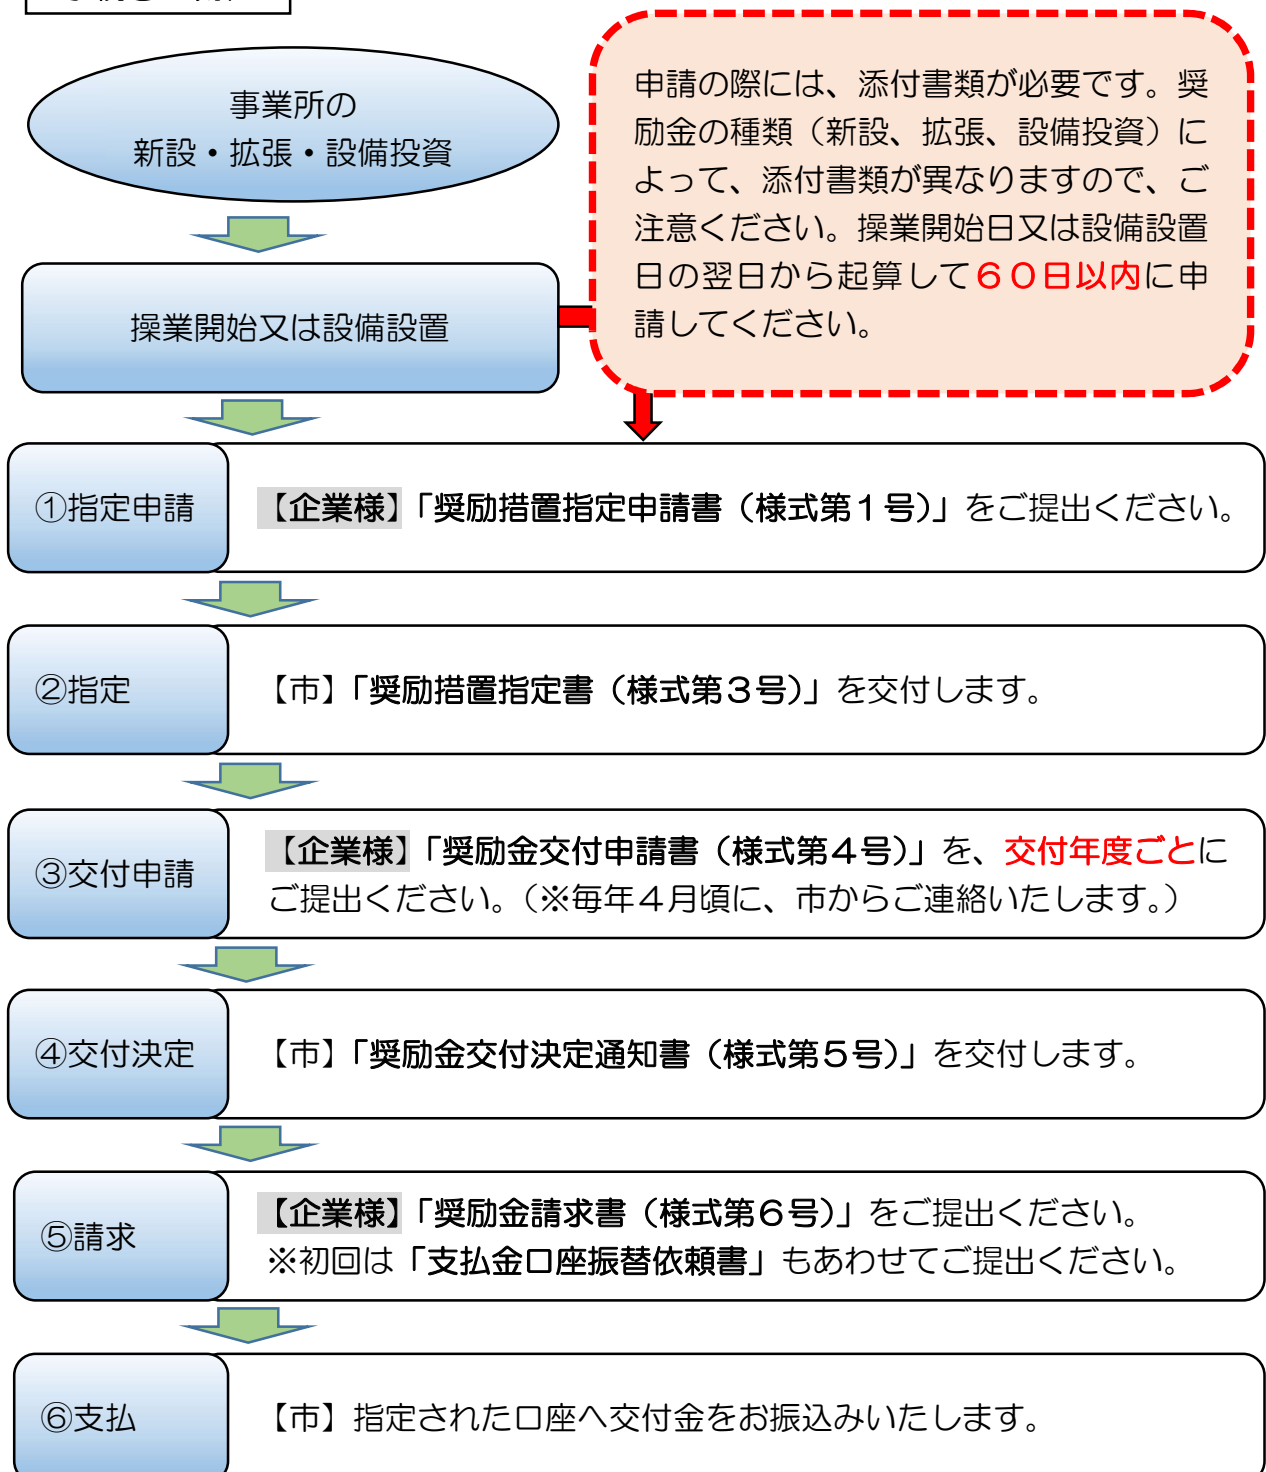 事業所の
新設・拡張・設備投資
申請の際には、添付書類が必要です。奨
励金の種類（新設、拡張、設備投資）に
よって、添付書類が異なりますので、ご
注意ください。操業開始日又は設備設置
日の翌日から起算して６０日以内に申
請してください。
操業開始又は設備設置
①指定申請
【企業様】「奨励措置指定申請書（様式第１号）」をご提出ください。
②指定
【市】「奨励措置指定書（様式第３号）」を交付します。
③交付申請
【企業様】「奨励金交付申請書（様式第４号）」を、交付年度ごとに
ご提出ください。（※毎年４月頃に、市からご連絡いたします。）
④交付決定
【市】「奨励金交付決定通知書（様式第５号）」を交付します。
⑤請求
【企業様】「奨励金請求書（様式第６号）」をご提出ください。
※初回は「支払金口座振替依頼書」もあわせてご提出ください。
⑥支払
【市】指定された口座へ交付金をお振込みいたします。